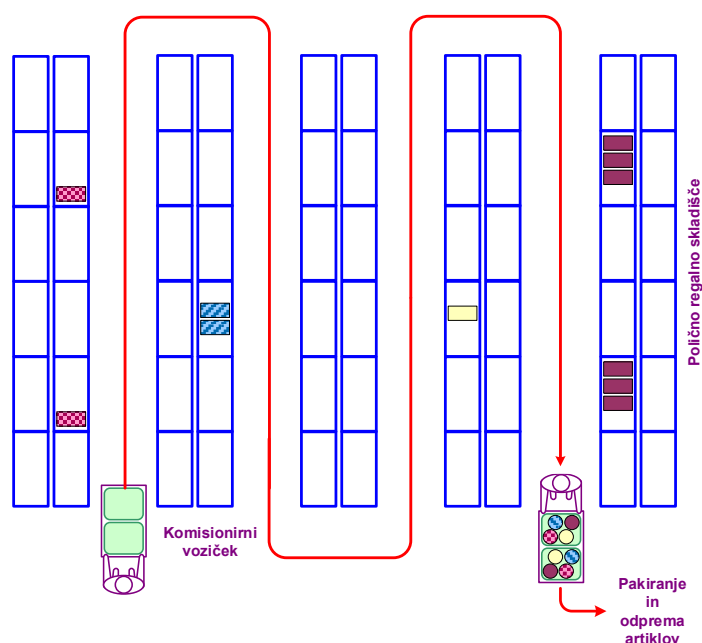 Polično regalno skladišče
Komisionirni
voziček
Pakiranje
in
odprema
artiklov